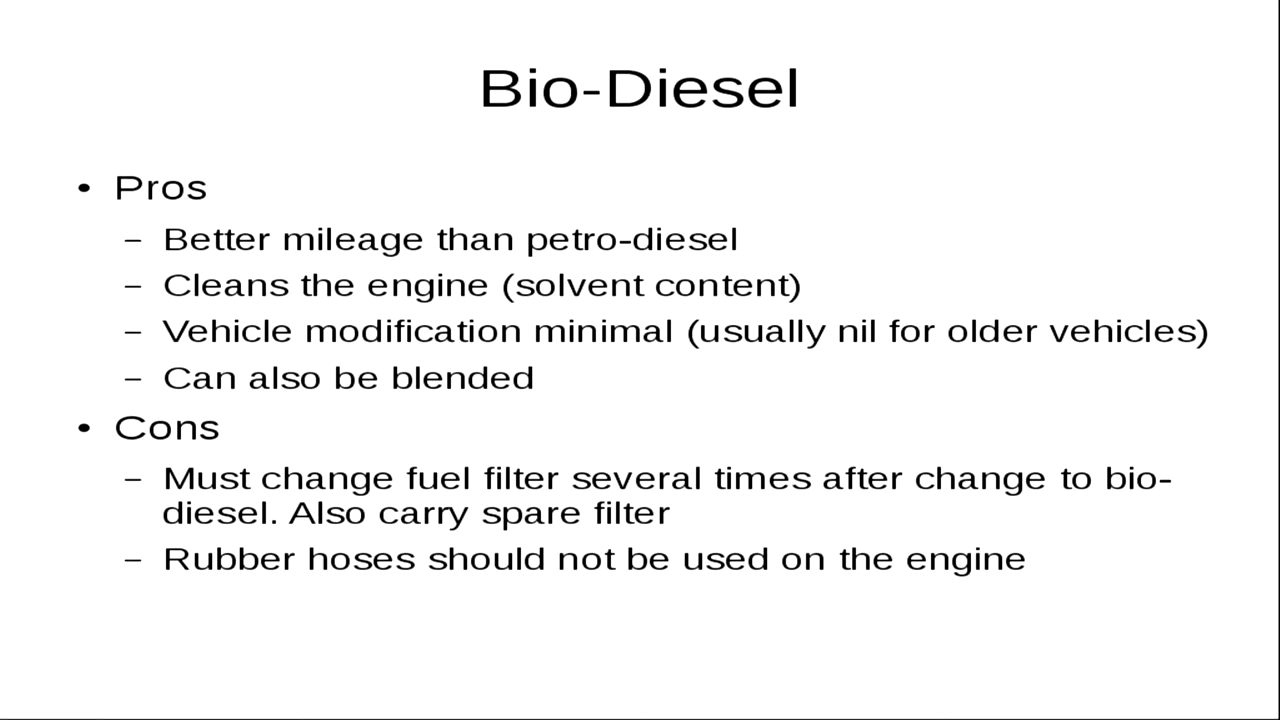 Bio-Diesel
• Pros
– Better mileage than petro-diesel
– Cleans the engine (solvent content)
– Vehicle modification minimal (usually nil for older vehicles)
– Can also be blended
• Cons
– Must change fuel filter several times after change to bio-
diesel. Also carry spare filter
– Rubber hoses should not be used on the engine